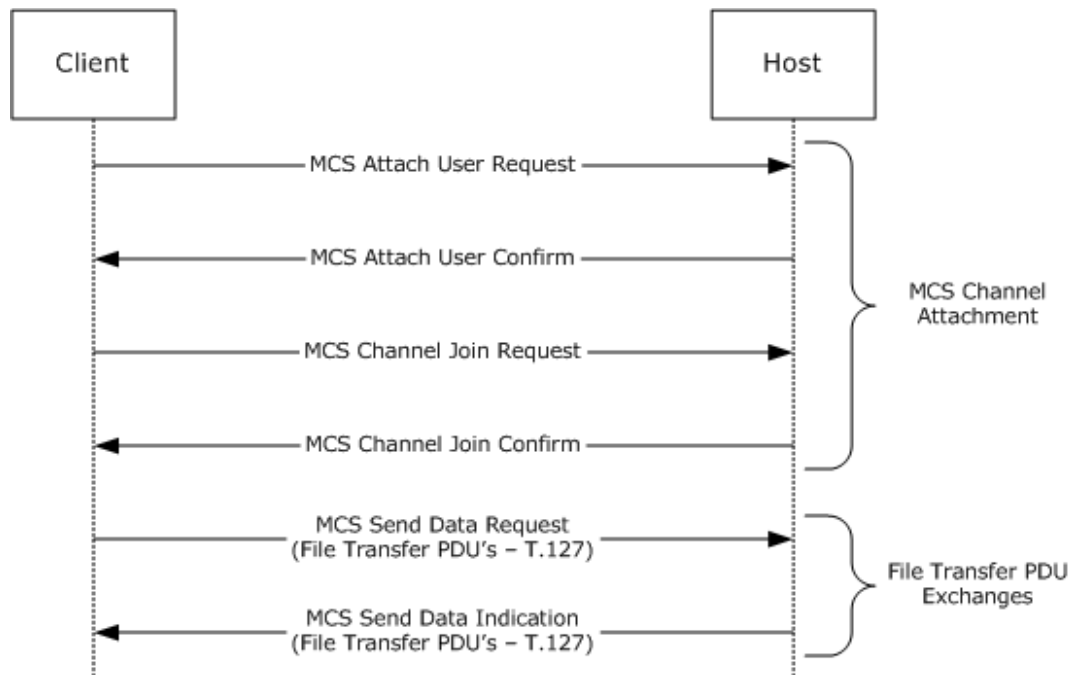 Client
Host
MCS Attach User Request
MCS Attach User Confirm
MCS Channel
Attachment
MCS Channel Join Request
MCS Channel Join Confirm
MCS Send Data Request
(File Transfer PDU's – T.127)
File Transfer PDU
Exchanges
MCS Send Data Indication
(File Transfer PDU's – T.127)